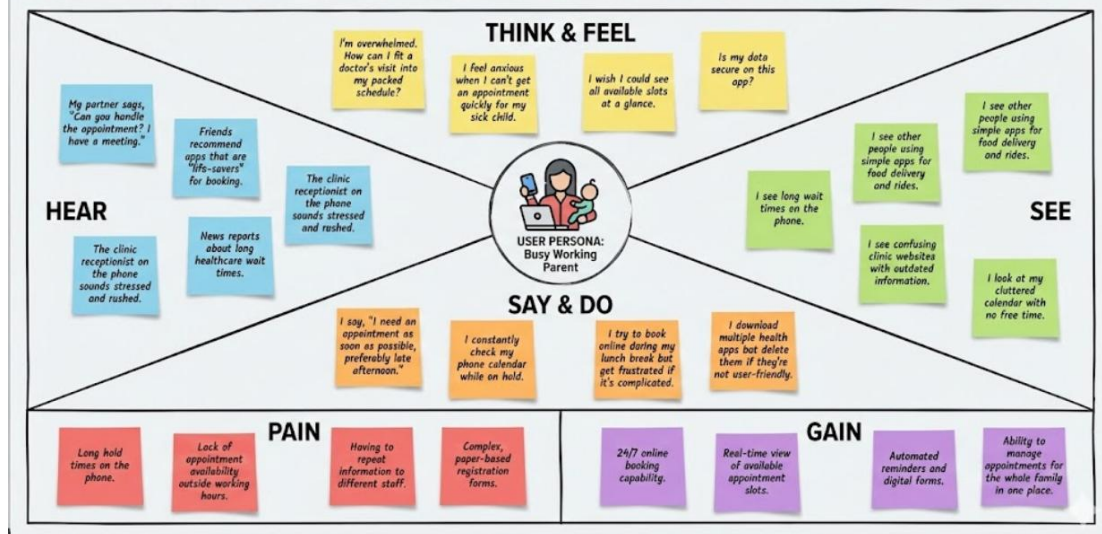 THINK & FEEL
I'm overwhelmed.
How can I fit a
doctor's visit into
my packed
schedule?
I feel anxious
when I can't get
an appointment
quickly for my
sick child.
I wish I could see
all available slots
at a glance.
Is my data
secure on this
app?
HEAR
My partner says,
"Can you handle
the appointment? I
have a meeting."
Friends
recommend
apps that are
"life-savers"
for booking.
The clinic
receptionist on
the phone
sounds stressed
and rushed.
The clinic
receptionist on
the phone
sounds stressed
and rushed.
News reports
about long
healthcare wait
times.
USER PERSONA:
Busy Working
Parent
SEE
I see other
people using
simple apps for
food delivery
and rides.
I see other
people using
simple apps for
food delivery
and rides.
I see long wait
times on the
phone.
I see confusing
clinic websites
with outdated
information.
I look at my
cluttered
calendar with
no free time.
SAY & DO
I say, "I need an
appointment as
soon as possible,
preferably late
afternoon."
I constantly
check my
phone calendar
while on hold.
I try to book
online during my
lunch break but
get frustrated if
it's complicated.
I download
multiple health
apps but delete
them if they're
not user-friendly.
PAIN
Long hold
times on the
phone.
Lack of
appointment
availability
outside working
hours.
Having to
repeat
information to
different staff.
Complex,
paper-based
registration
forms.
GAIN
24/7 online
booking
capability.
Real-time view
of available
appointment
slots.
Automated
reminders and
digital forms.
Ability to
manage
appointments for
the whole family
in one place.